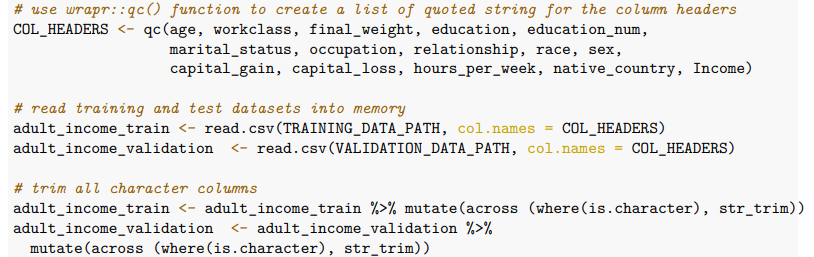 # use wrapr::qc() function to create a list of quoted string for the column headers
COL_HEADERS <- qc(age, workclass, final_weight, education, education_num,
                  marital_status, occupation, relationship, race, sex,
                  capital_gain, capital_loss, hours_per_week, native_country, Income)

# read training and test datasets into memory
adult_income_train <- read.csv(TRAINING_DATA_PATH, col.names = COL_HEADERS)
adult_income_validation  <- read.csv(VALIDATION_DATA_PATH, col.names = COL_HEADERS)

# trim all character columns
adult_income_train <- adult_income_train %>% mutate(across (where(is.character), str_trim))
adult_income_validation  <- adult_income_validation %>%
  mutate(across (where(is.character), str_trim))